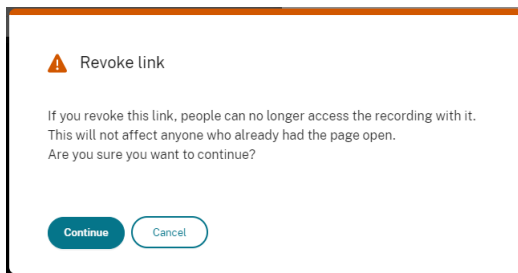 Revoke link
If you revoke this link, people can no longer access the recording with it.
This will not affect anyone who already had the page open.
Are you sure you want to continue?
Continue Cancel